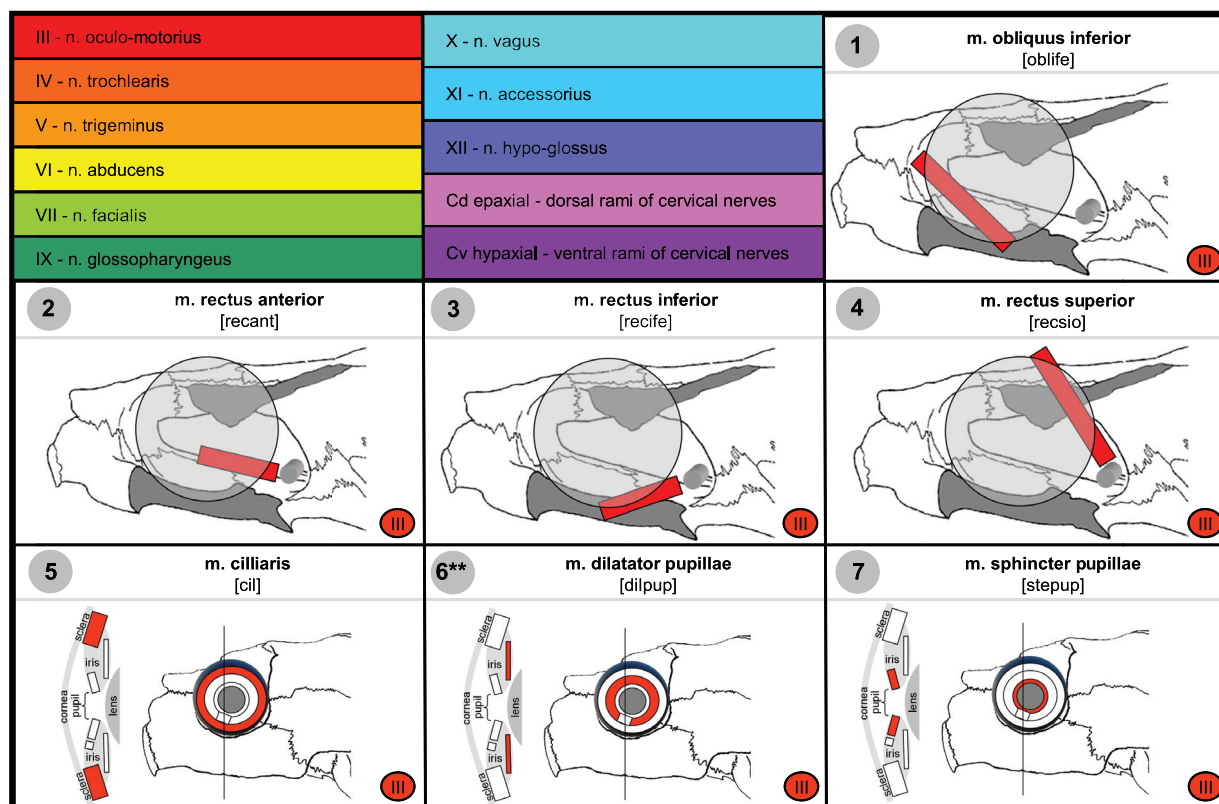 III - n. oculo-motorius
IV - n. trochlearis
V - n. trigeminus
VI - n. abducens
VII - n. facialis
IX - n. glossopharyngeus
X - n. vagus
XI - n. accessorius
XII - n. hypo-glossus
Cd epaxial - dorsal rami of cervical nerves
Cv hypaxial - ventral rami of cervical nerves
1
m. obliquus inferior
[oblife]
III
2
m. rectus anterior
[recant]
III
3
m. rectus inferior
[recife]
III
4
m. rectus superior
[recsio]
III
5
m. cilliaris
[cil]
sclera
iris
cornea
pupil
lens
iris
sclera
III
6**
m. dilatator pupillae
[dilpup]
sclera
iris
cornea
pupil
lens
iris
sclera
III
7
m. sphincter pupillae
[stepup]
sclera
iris
cornea
pupil
lens
iris
sclera
III